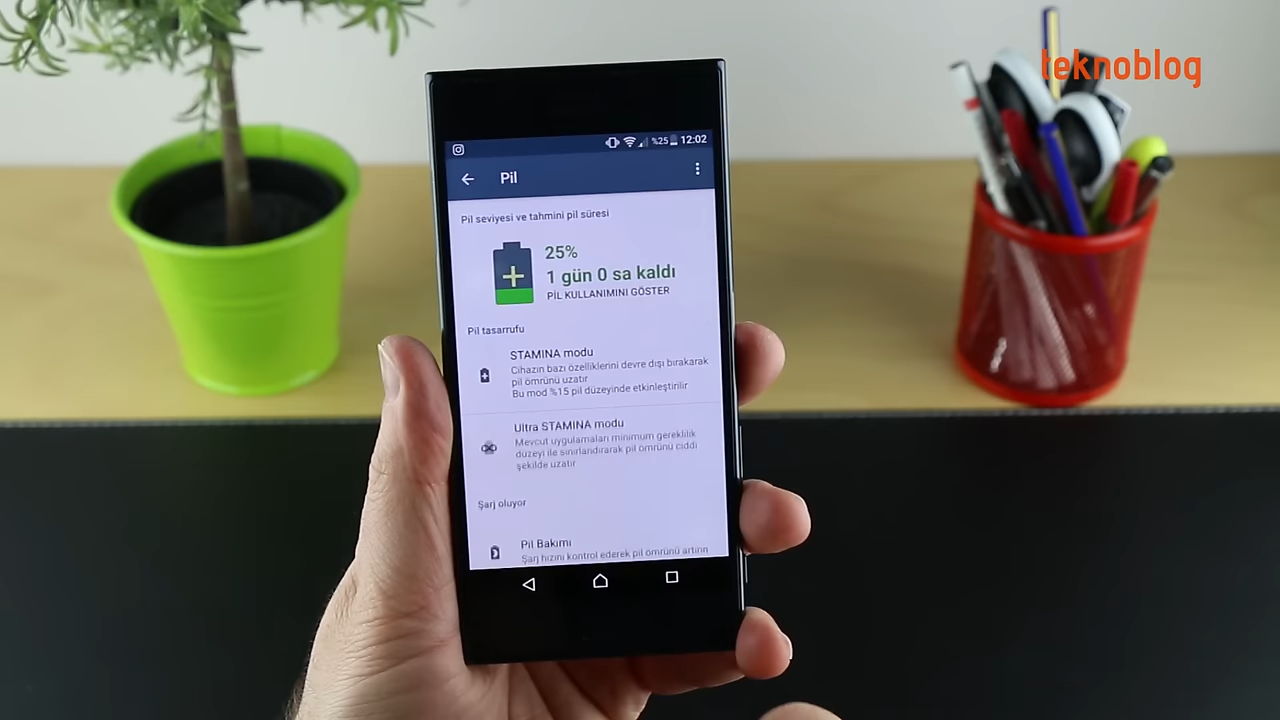 teknoblog
%25 12:02
Pil
Pil seviyesi ve tahmini pil süresi
25%
1 gün 0 sa kaldı
PİL KULLANIMINI GÖSTER
Pil tasarrufu
STAMINA modu
Cihazın bazı özelliklerini devre dışı bırakarak
pil ömrünü uzatır
Bu mod %15 pil düzeyinde etkinleştirilir
Ultra STAMINA modu
Mevcut uygulamaları minimum gereklilik
düzeyi ile sınırlandırarak pil ömrünü ciddi
şekilde uzatır
Şarj oluyor
Pil Bakımı
Şarj hızını kontrol ederek pil ömrünü artırın